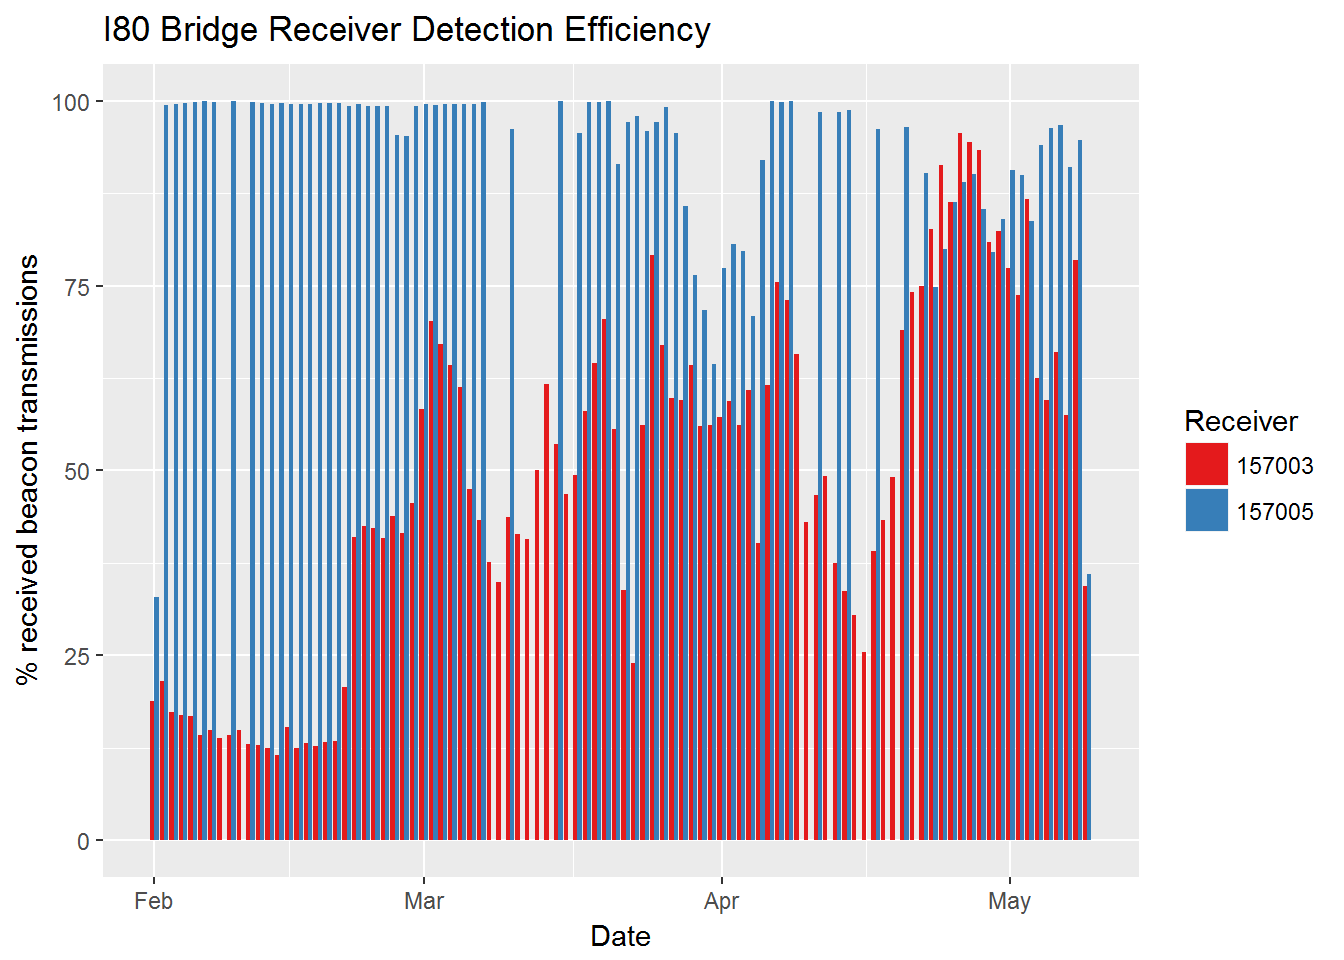 I80 Bridge Receiver Detection Efficiency
% received beacon transmissions
100
75
50
25
0
Feb
Mar
Apr
May
Date
Receiver
157003
157005